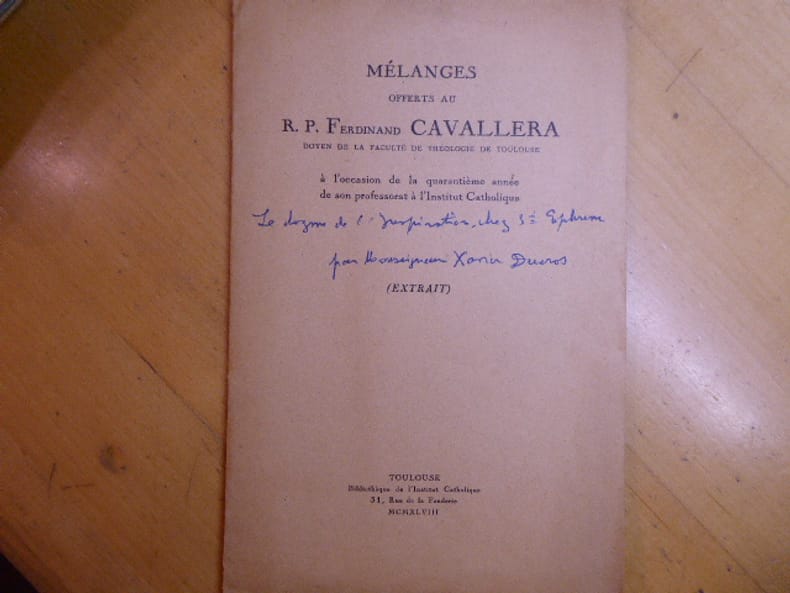 MÉLANGES
OFFERTS AU
R. P. FERDINAND CAVALLERA
DOYEN DE LA FACULTÉ DE THÉOLOGIE DE TOULOUSE
à l'occasion de la quarantième année
de son professorat à l'Institut Catholique
Le dogme de l'Inspiration, chez St Ephrem
par Monseigneur Xavier Ducros
(EXTRAIT)
TOULOUSE
Bibliothèque de l'Institut Catholique
31, Rue de la Fonderie
MCMXLVIII